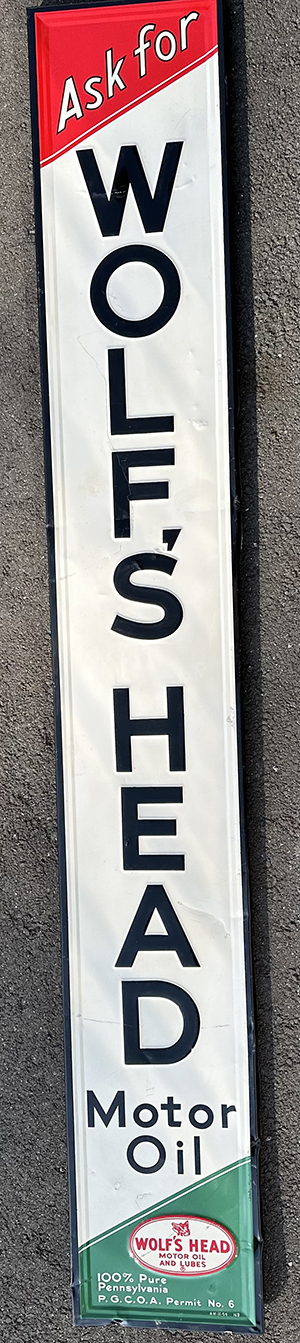 Ask for
WOLF'S HEAD
Motor
Oil
WOLF'S HEAD
MOTOR OIL
AND LUBES
100% Pure
Pennsylvania
P.G.C.O.A. Permit No. 6